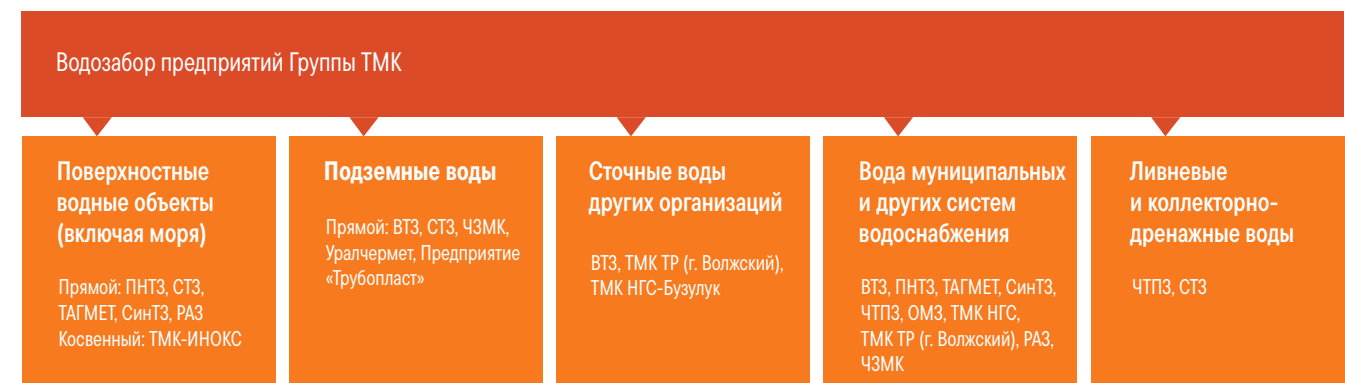 Водозабор предприятий Группы ТМК
Поверхностные
водные объекты
(включая моря)
Прямой: ПНТЗ, СТЗ,
ТАГМЕТ, СинТЗ, РАЗ
Косвенный: ТМК-ИНОКС
Подземные воды
Прямой: ВТЗ, СТЗ, ЧЗМК,
Уралчермет, Предприятие
«Трубопласт»
Сточные воды
других организаций
ВТЗ, ТМК ТР (г. Волжский),
ТМК НГС-Бузулук
Вода муниципальных
и других систем
водоснабжения
ВТЗ, ПНТЗ, ТАГМЕТ, СинТЗ,
ЧТПЗ, ОМЗ, ТМК НГС,
ТМК ТР (г. Волжский), РАЗ,
ЧЗМК
Ливневые
и коллекторно-
дренажные воды
ЧТПЗ, СТЗ